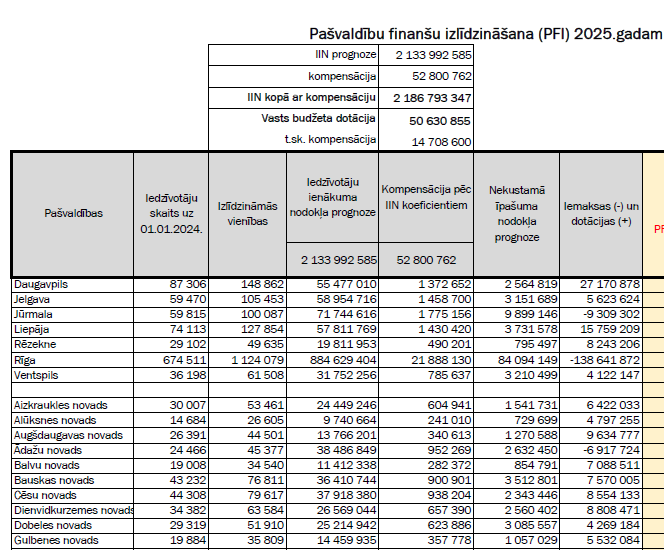 Pašvaldību finanšu izlīdzināšana (PFI) 2025.gadam
IIN prognoze 2 133 992 585
kompensācija 52 800 762
IIN kopā ar kompensāciju 2 186 793 347
Vasts budžeta dotācija 50 630 855
t.sk. kompensācija 14 708 600
Pašvaldības Iedzīvotāju skaits uz 01.01.2024. Izlīdzināmās vienības Iedzīvotāju ienākuma nodokļa prognoze Kompensācija pēc IIN koeficientiem Nekustamā īpašuma nodokļa prognoze Iemaksas (-) un dotācijas (+) PF
2 133 992 585 52 800 762
Daugavpils 87 306 148 862 55 477 010 1 372 652 2 564 819 27 170 878
Jelgava 59 470 105 453 58 954 716 1 458 700 3 151 689 5 623 624
Jūrmala 59 815 100 087 71 744 616 1 775 156 9 899 146 -9 309 302
Liepāja 74 113 127 854 57 811 769 1 430 420 3 731 578 15 759 209
Rēzekne 29 102 49 635 19 811 953 490 201 795 497 8 243 206
Rīga 674 511 1 124 079 884 629 404 21 888 130 84 094 149 -138 641 872
Ventspils 36 198 61 508 31 752 256 785 637 3 210 499 4 122 147
Aizkraukles novads 30 007 53 461 24 449 246 604 941 1 541 731 6 422 033
Alūksnes novads 14 684 26 605 9 740 664 241 010 729 699 4 797 255
Augšdaugavas novads 26 391 44 501 13 766 201 340 613 1 270 588 9 634 777
Ādažu novads 24 466 45 377 38 486 849 952 269 2 632 450 -6 917 724
Balvu novads 19 008 34 540 11 412 338 282 372 854 791 7 088 511
Bauskas novads 43 232 76 811 36 410 744 900 901 3 512 801 7 570 005
Cēsu novads 44 308 79 617 37 918 380 938 204 2 343 446 8 554 133
Dienvidkurzemes novads 34 382 63 584 26 569 044 657 390 2 560 402 8 808 471
Dobeles novads 29 319 51 910 25 214 942 623 886 3 085 557 4 269 184
Gulbenes novads 19 884 35 809 14 459 935 357 778 1 057 029 5 532 084